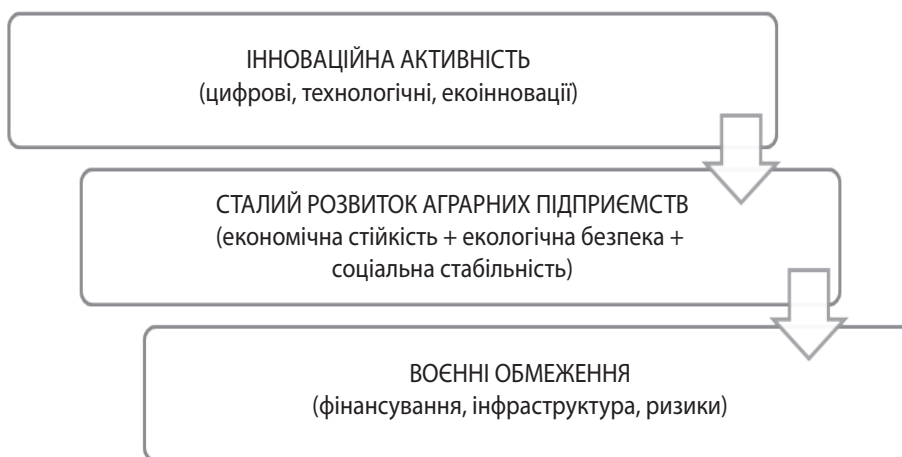 ІННОВАЦІЙНА АКТИВНІСТЬ
(цифрові, технологічні, екоінновації)
СТАЛИЙ РОЗВИТОК АГРАРНИХ ПІДПРИЄМСТВ
(економічна стійкість + екологічна безпека +
соціальна стабільність)
ВОЄННІ ОБМЕЖЕННЯ
(фінансування, інфраструктура, ризики)